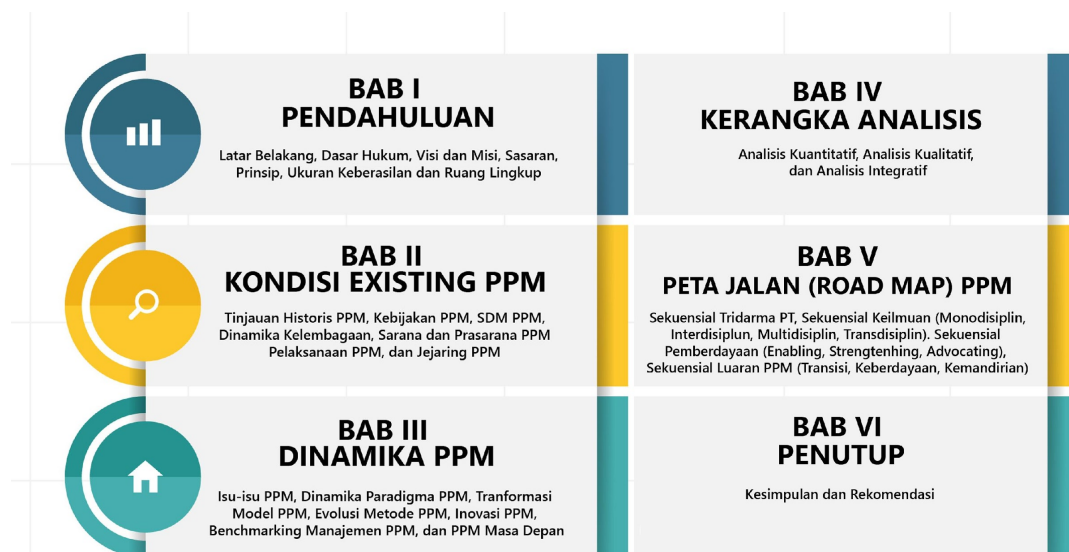 BAB I
PENDAHULUAN
Latar Belakang, Dasar Hukum, Visi dan Misi, Sasaran,
Prinsip, Ukuran Keberasilan dan Ruang Lingkup
BAB II
KONDISI EXISTING PPM
Tinjauan Historis PPM, Kebijakan PPM, SDM PPM,
Dinamika Kelembagaan, Sarana dan Prasarana PPM
Pelaksanaan PPM, dan Jejaring PPM
BAB III
DINAMIKA PPM
Isu-isu PPM, Dinamika Paradigma PPM, Tranformasi
Model PPM, Evolusi Metode PPM, Inovasi PPM,
Benchmarking Manajemen PPM, dan PPM Masa Depan
BAB IV
KERANGKA ANALISIS
Analisis Kuantitatif, Analisis Kualitatif,
dan Analisis Integratif
BAB V
PETA JALAN (ROAD MAP) PPM
Sekuensial Tridarma PT, Sekuensial Keilmuan (Monodisiplin,
Interdisiplun, Multidisiplin, Transdisiplin). Sekuensial
Pemberdayaan (Enabling, Strengtenhing, Advocating),
Sekuensial Luaran PPM (Transisi, Keberdayaan, Kemandirian)
BAB VI
PENUTUP
Kesimpulan dan Rekomendasi